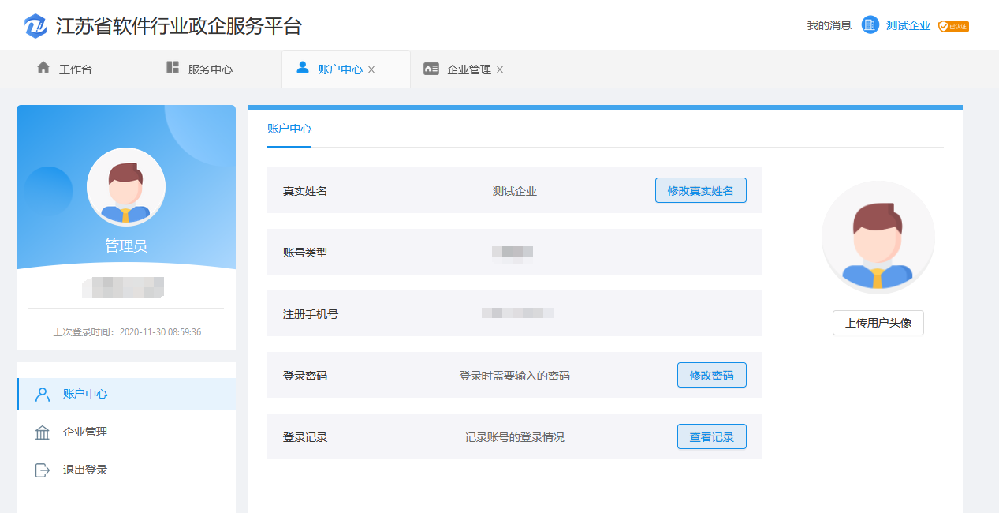 江苏省软件行业政企服务平台
我的消息 测试企业 已认证
工作台 服务中心 账户中心 × 企业管理 ×
管理员
上次登录时间：2020-11-30 08:59:36
账户中心
企业管理
退出登录
账户中心
真实姓名 测试企业 修改真实姓名
账号类型
注册手机号
登录密码 登录时需要输入的密码 修改密码
登录记录 记录账号的登录情况 查看记录
上传用户头像